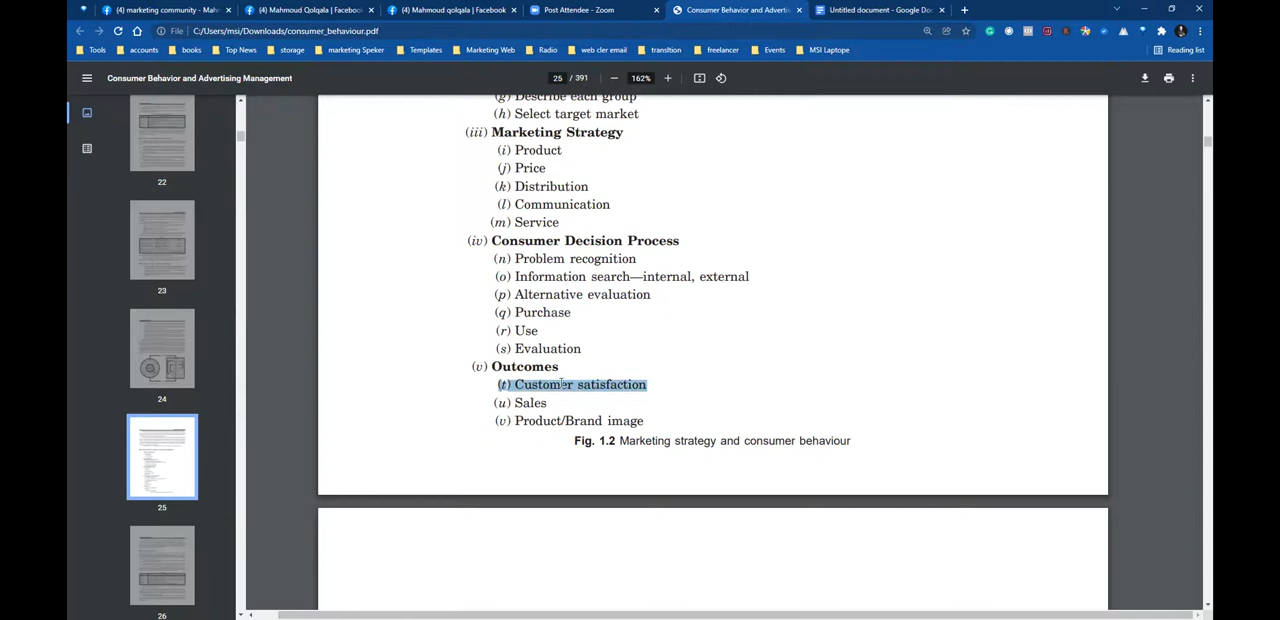 (4) marketing community - Mahm
(4) Mahmoud Qolqala | Facebook
(4) Mahmoud qolqala | Facebook
Post Attendee - Zoom
Consumer Behavior and Advertis
Untitled document - Google Doc
File C:/Users/msi/Downloads/consumer_behaviour.pdf
Tools accounts books Top News storage marketing Speker Templates Marketing Web Radio web cler email transltion freelancer Events MSI Laptope Reading list
Consumer Behavior and Advertising Management 25 / 391 162%
(g) Describe each group
(h) Select target market
(iii) Marketing Strategy
(i) Product
(j) Price
(k) Distribution
(l) Communication
(m) Service
(iv) Consumer Decision Process
(n) Problem recognition
(o) Information search—internal, external
(p) Alternative evaluation
(q) Purchase
(r) Use
(s) Evaluation
(v) Outcomes
(t) Customer satisfaction
(u) Sales
(v) Product/Brand image
Fig. 1.2 Marketing strategy and consumer behaviour
22
23
24
25
26